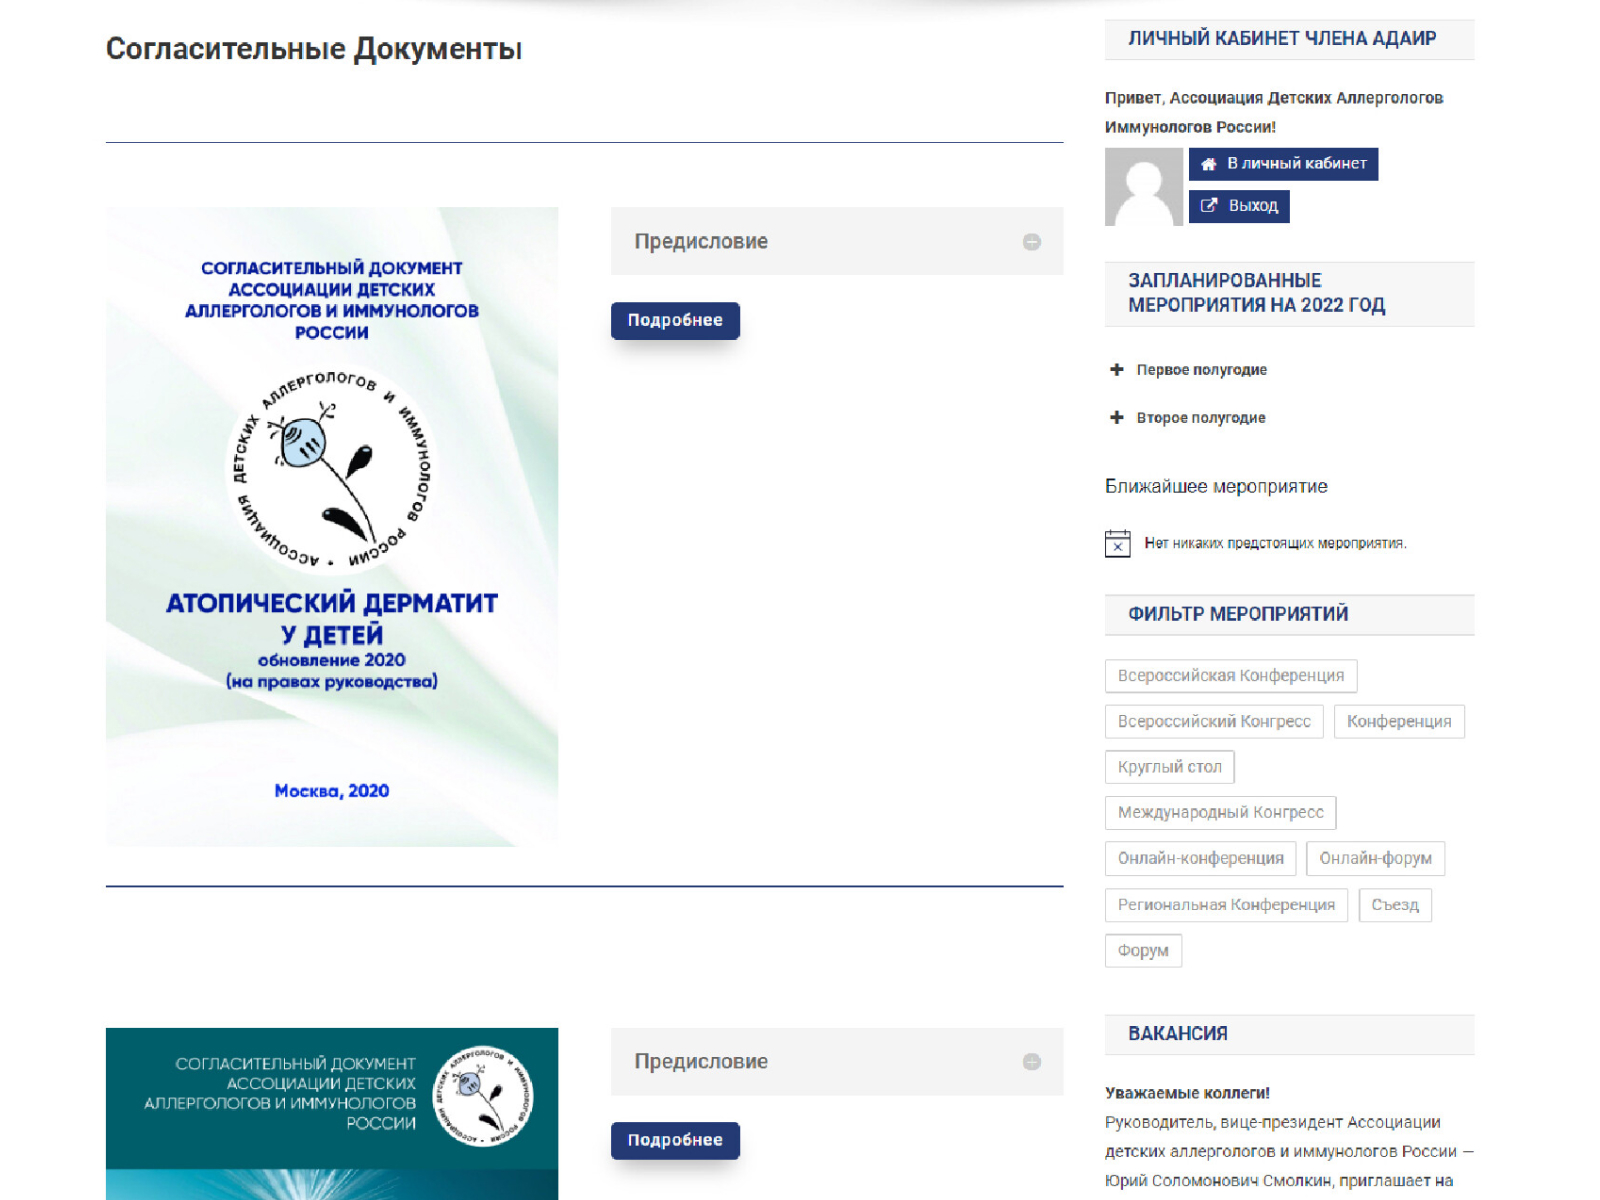 Согласительные Документы
СОГЛАСИТЕЛЬНЫЙ ДОКУМЕНТ
АССОЦИАЦИИ ДЕТСКИХ
АЛЛЕРГОЛОГОВ И ИММУНОЛОГОВ
РОССИИ
АССОЦИАЦИЯ ДЕТСКИХ АЛЛЕРГОЛОГОВ И ИММУНОЛОГОВ РОССИИ •
АТОПИЧЕСКИЙ ДЕРМАТИТ
У ДЕТЕЙ
обновление 2020
(на правах руководства)
Москва, 2020
Предисловие
Подробнее
СОГЛАСИТЕЛЬНЫЙ ДОКУМЕНТ
АССОЦИАЦИИ ДЕТСКИХ
АЛЛЕРГОЛОГОВ И ИММУНОЛОГОВ
РОССИИ
АССОЦИАЦИЯ ДЕТСКИХ АЛЛЕРГОЛОГОВ И ИММУНОЛОГОВ РОССИИ •
Предисловие
Подробнее
ЛИЧНЫЙ КАБИНЕТ ЧЛЕНА АДАИР
Привет, Ассоциация Детских Аллергологов
Иммунологов России!
В личный кабинет
Выход
ЗАПЛАНИРОВАННЫЕ
МЕРОПРИЯТИЯ НА 2022 ГОД
Первое полугодие
Второе полугодие
Ближайшее мероприятие
Нет никаких предстоящих мероприятия.
ФИЛЬТР МЕРОПРИЯТИЙ
Всероссийская Конференция
Всероссийский Конгресс Конференция
Круглый стол
Международный Конгресс
Онлайн-конференция Онлайн-форум
Региональная Конференция Съезд
Форум
ВАКАНСИЯ
Уважаемые коллеги!
Руководитель, вице-президент Ассоциации
детских аллергологов и иммунологов России —
Юрий Соломонович Смолкин, приглашает на